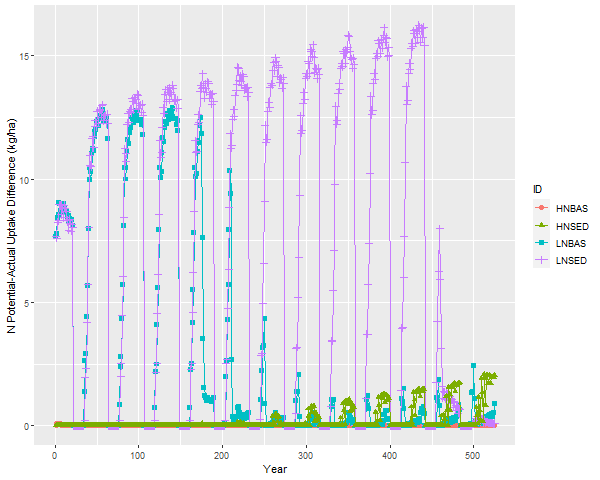 N Potential-Actual Uptake Difference (kg/ha)
15
10
5
0
0
100
200
300
400
500
Year
ID
HNBAS
HNSED
LNBAS
LNSED